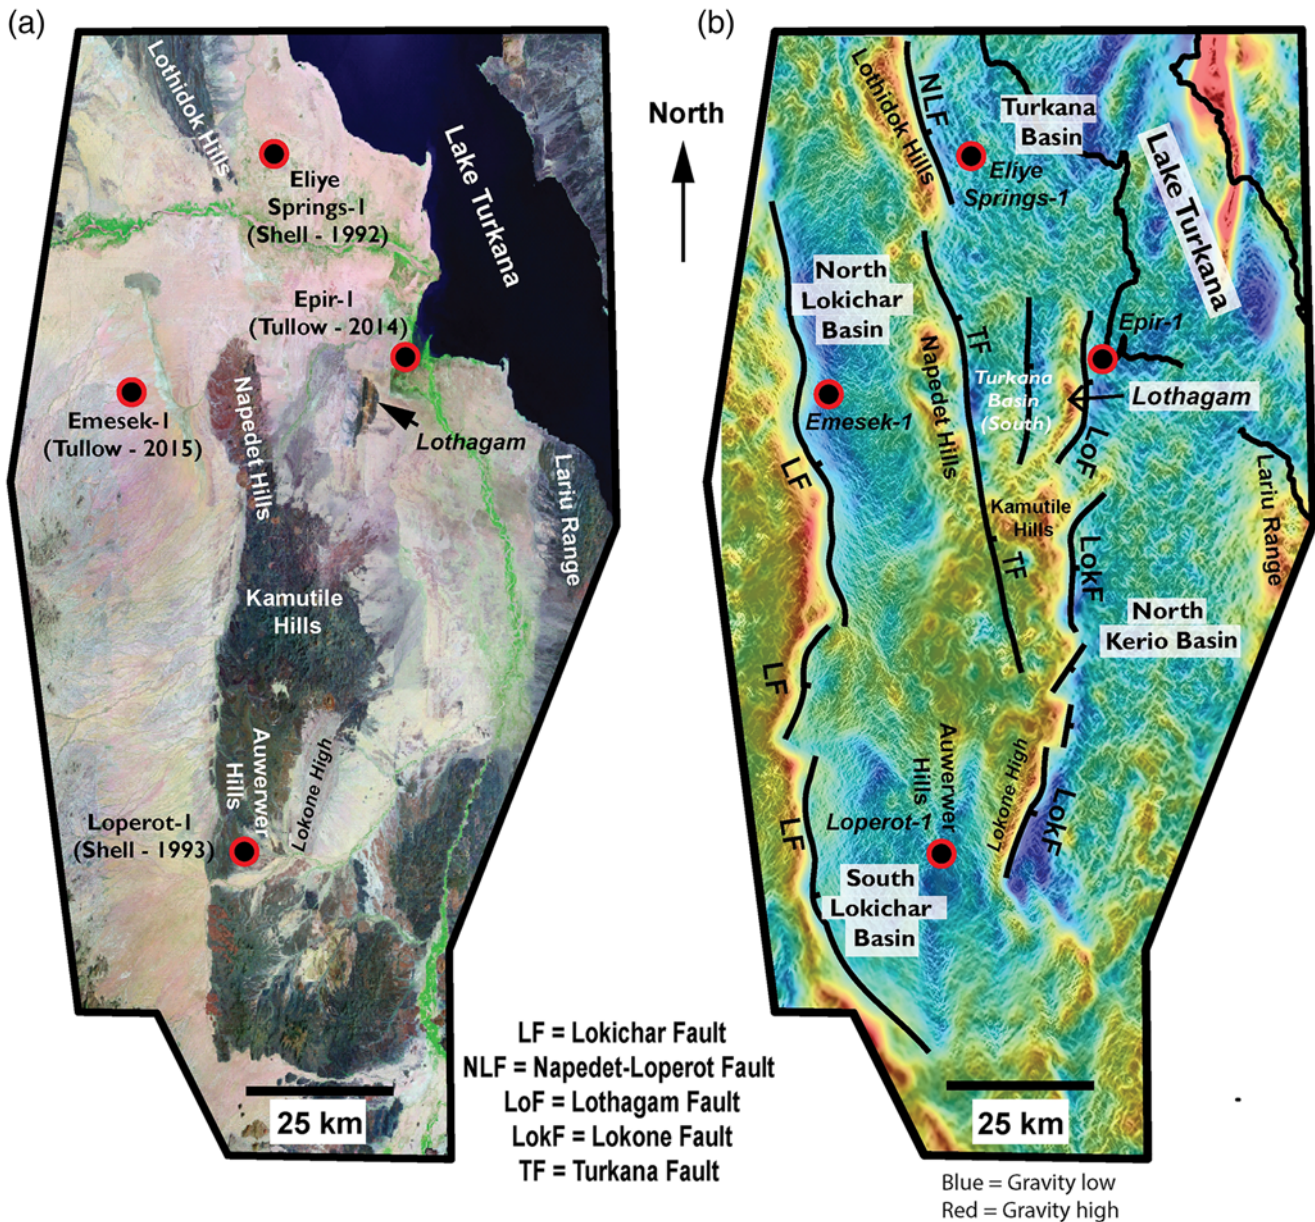 (a)
Lothidok Hills
Eliye
Springs-1
(Shell - 1992)
Lake Turkana
Epir-1
(Tullow - 2014)
Emesek-1
(Tullow - 2015)
Napedet Hills
Lothagam
Lariu Range
Kamutile
Hills
Auwerwer
Hills
Lokone High
Loperot-1
(Shell - 1993)
25 km
North
LF = Lokichar Fault
NLF = Napedet-Loperot Fault
LoF = Lothagam Fault
LokF = Lokone Fault
TF = Turkana Fault
(b)
Lothidok Hills
NLF
Turkana
Basin
Eliye
Springs-1
Lake Turkana
North
Lokichar
Basin
Epir-1
TF
Napedet Hills
Turkana
Basin
(South)
Lothagam
Emesek-1
LoF
LF
Lariu Range
Kamutile
Hills
TF
LokF
North
Kerio Basin
LF
Auwerwer
Hills
Lokone High
LokF
LF
Loperot-1
South
Lokichar
Basin
25 km
Blue = Gravity low
Red = Gravity high